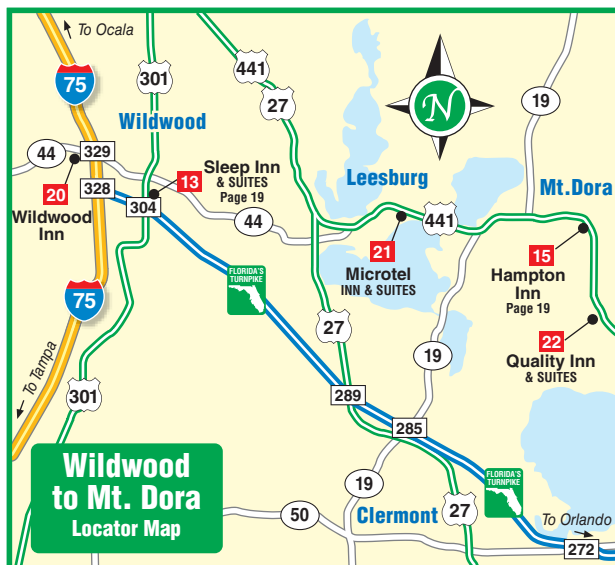 To Ocala
75
301
441
27
N
19
Wildwood
44
329
20
Wildwood
Inn
328
304
13
Sleep Inn
& SUITES
Page 19
44
Leesburg
21
Microtel
INN & SUITES
441
Mt.Dora
15
Hampton
Inn
Page 19
22
Quality Inn
& SUITES
75
FLORIDA'S
TURNPIKE
27
19
To Tampa
301
289
285
Wildwood
to Mt. Dora
Locator Map
19
50
Clermont
27
FLORIDA'S
TURNPIKE
To Orlando
272